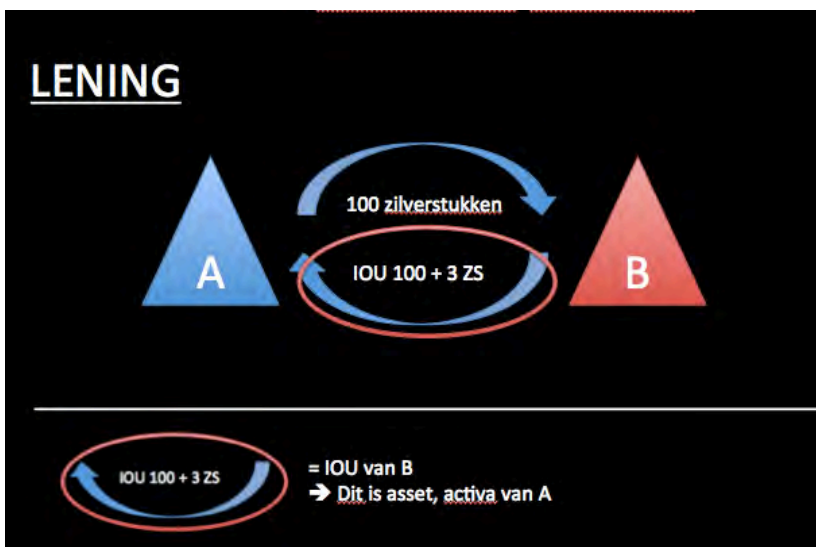 LENING
100 zilverstukken
A
IOU 100 + 3 ZS
B
IOU 100 + 3 ZS
= IOU van B
➔ Dit is asset, activa van A